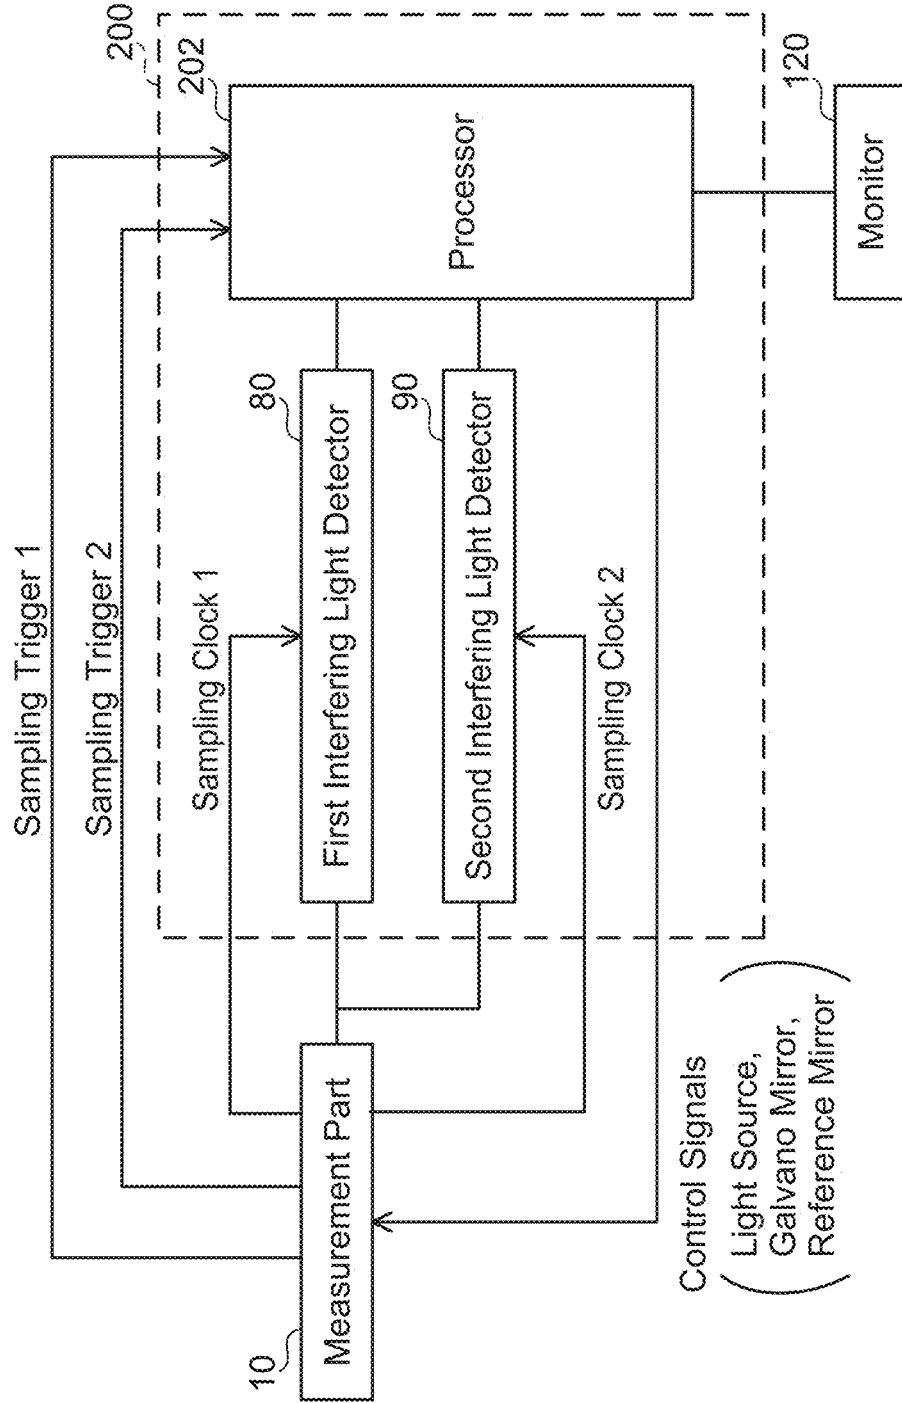 Sampling Trigger 1
Sampling Trigger 2
200
202
Sampling Clock 1
80
First Interfering Light Detector
Processor
10
Measurement Part
90
Second Interfering Light Detector
Sampling Clock 2
120
Monitor
Control Signals
Light Source,
Galvano Mirror,
Reference Mirror